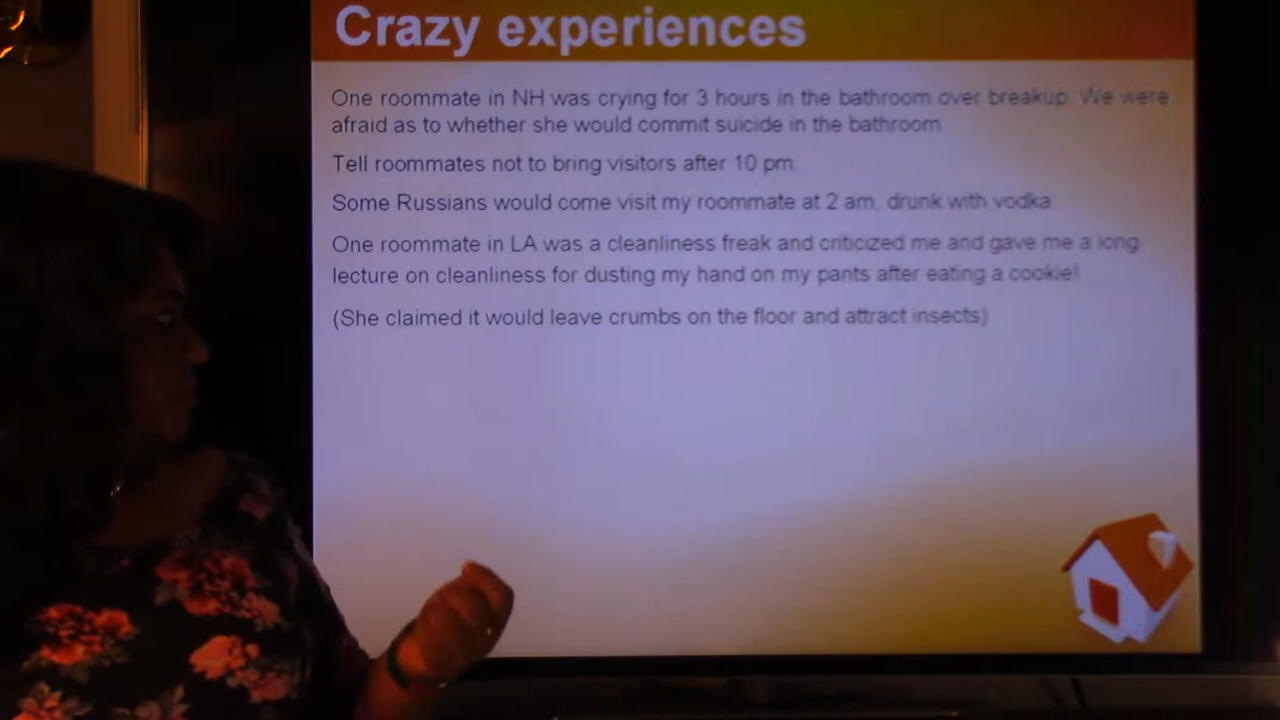 Crazy experiences
One roommate in NH was crying for 3 hours in the bathroom over breakup. We were
afraid as to whether she would commit suicide in the bathroom
Tell roommates not to bring visitors after 10 pm.
Some Russians would come visit my roommate at 2 am, drunk with vodka
One roommate in LA was a cleanliness freak and criticized me and gave me a long
lecture on cleanliness for dusting my hand on my pants after eating a cookie!
(She claimed it would leave crumbs on the floor and attract insects)